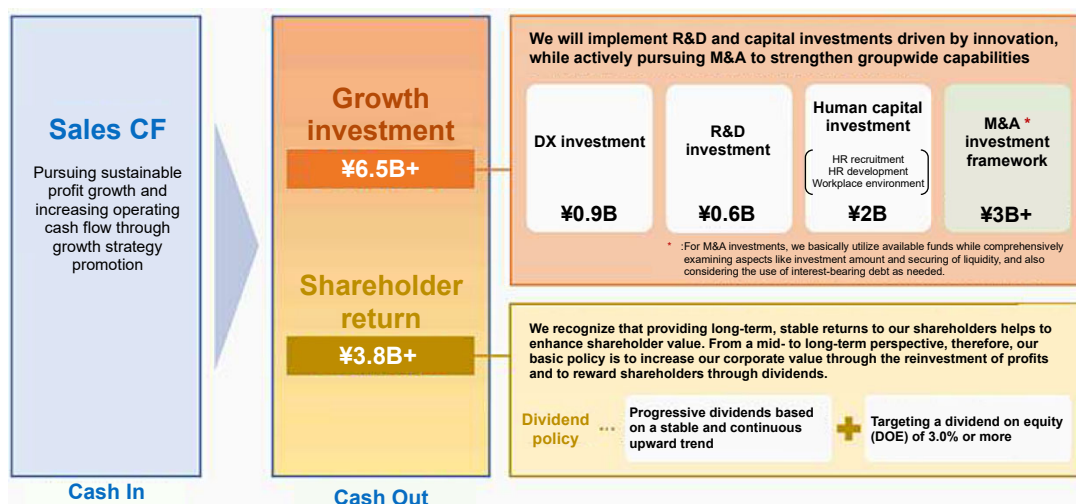 Sales CF
Pursuing sustainable
profit growth and
increasing operating
cash flow through
growth strategy
promotion
Cash In
Growth
investment
¥6.5B+
Shareholder
return
¥3.8B+
Cash Out
We will implement R&D and capital investments driven by innovation,
while actively pursuing M&A to strengthen groupwide capabilities
DX investment
¥0.9B
R&D
investment
¥0.6B
Human capital
investment
HR recruitment
HR development
Workplace environment
¥2B
M&A *
investment
framework
¥3B+
* :For M&A investments, we basically utilize available funds while comprehensively
examining aspects like investment amount and securing of liquidity, and also
considering the use of interest-bearing debt as needed.
We recognize that providing long-term, stable returns to our shareholders helps to
enhance shareholder value. From a mid- to long-term perspective, therefore, our
basic policy is to increase our corporate value through the reinvestment of profits
and to reward shareholders through dividends.
Dividend
policy ...
Progressive dividends based
on a stable and continuous
upward trend
+
Targeting a dividend on equity
(DOE) of 3.0% or more